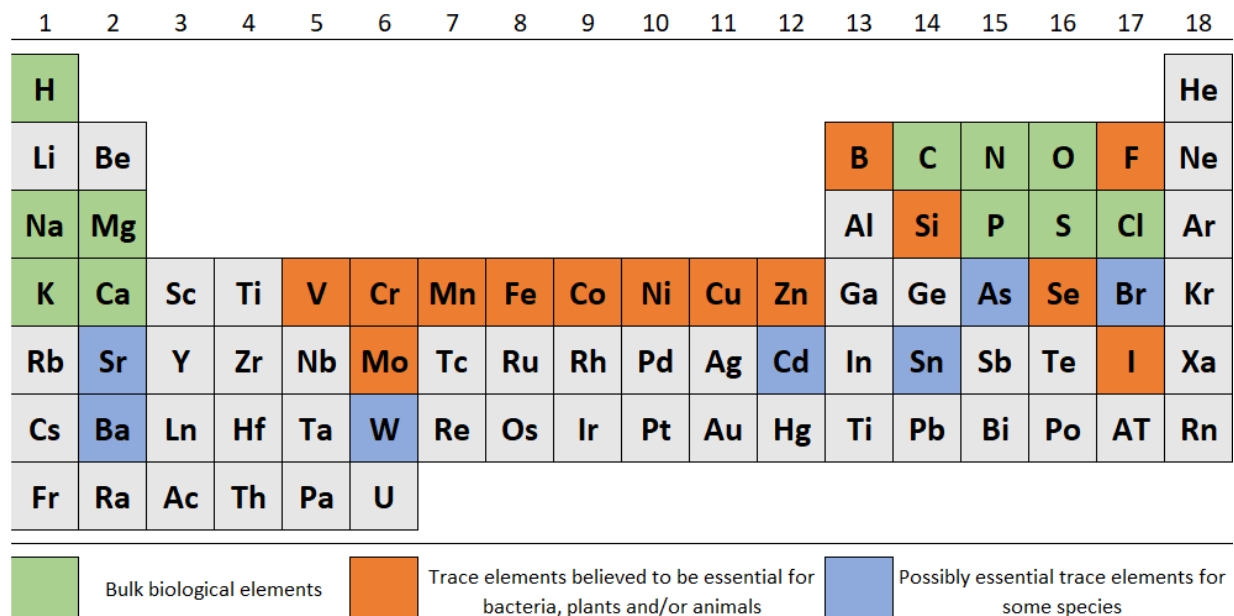 1 2 3 4 5 6 7 8 9 10 11 12 13 14 15 16 17 18
H He
Li Be B C N O F Ne
Na Mg Al Si P S Cl Ar
K Ca Sc Ti V Cr Mn Fe Co Ni Cu Zn Ga Ge As Se Br Kr
Rb Sr Y Zr Nb Mo Tc Ru Rh Pd Ag Cd In Sn Sb Te I Xa
Cs Ba Ln Hf Ta W Re Os Ir Pt Au Hg Ti Pb Bi Po AT Rn
Fr Ra Ac Th Pa U
Bulk biological elements
Trace elements believed to be essential for
bacteria, plants and/or animals
Possibly essential trace elements for
some species